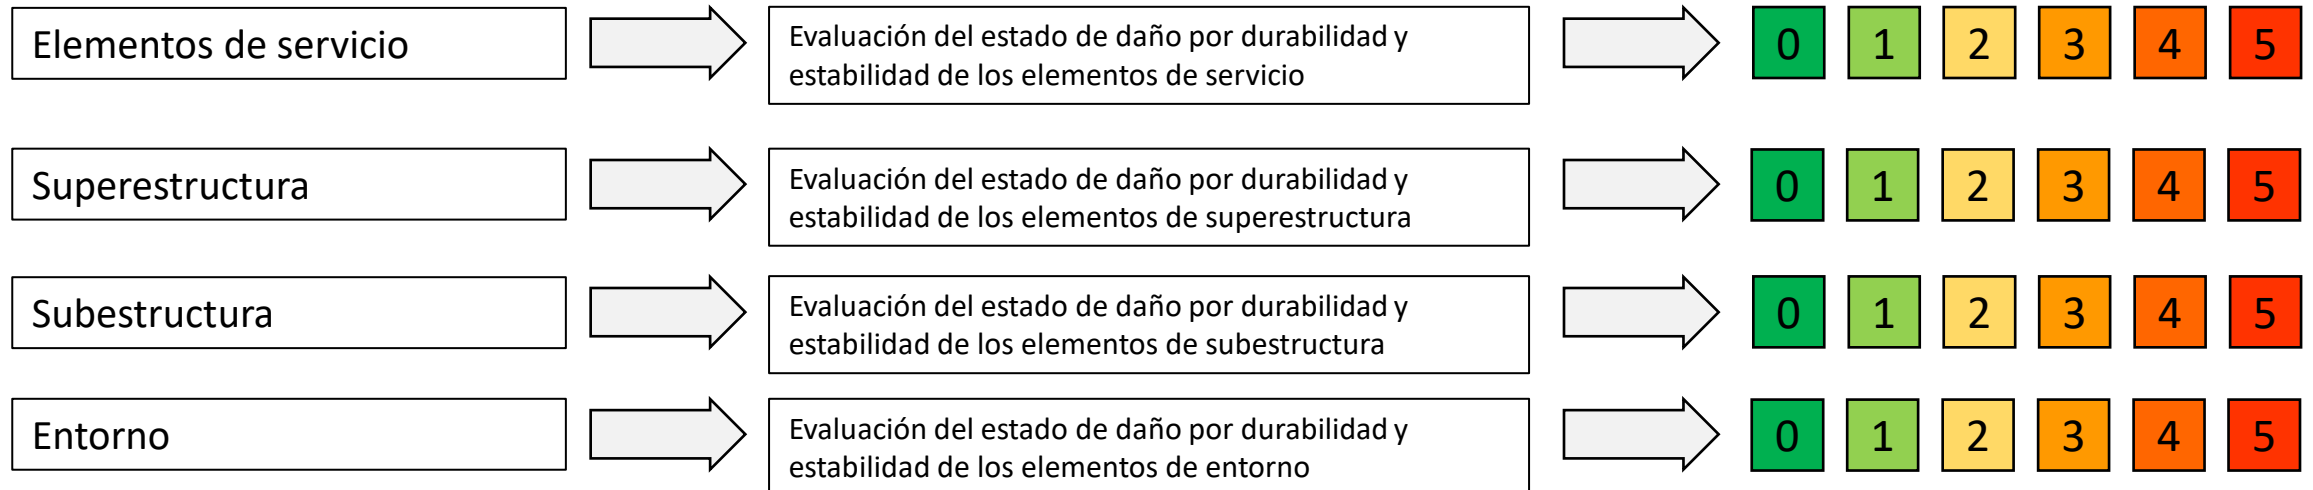 Elementos de servicio
Evaluación del estado de daño por durabilidad y
estabilidad de los elementos de servicio
0 1 2 3 4 5
Superestructura
Evaluación del estado de daño por durabilidad y
estabilidad de los elementos de superestructura
0 1 2 3 4 5
Subestructura
Evaluación del estado de daño por durabilidad y
estabilidad de los elementos de subestructura
0 1 2 3 4 5
Entorno
Evaluación del estado de daño por durabilidad y
estabilidad de los elementos de entorno
0 1 2 3 4 5